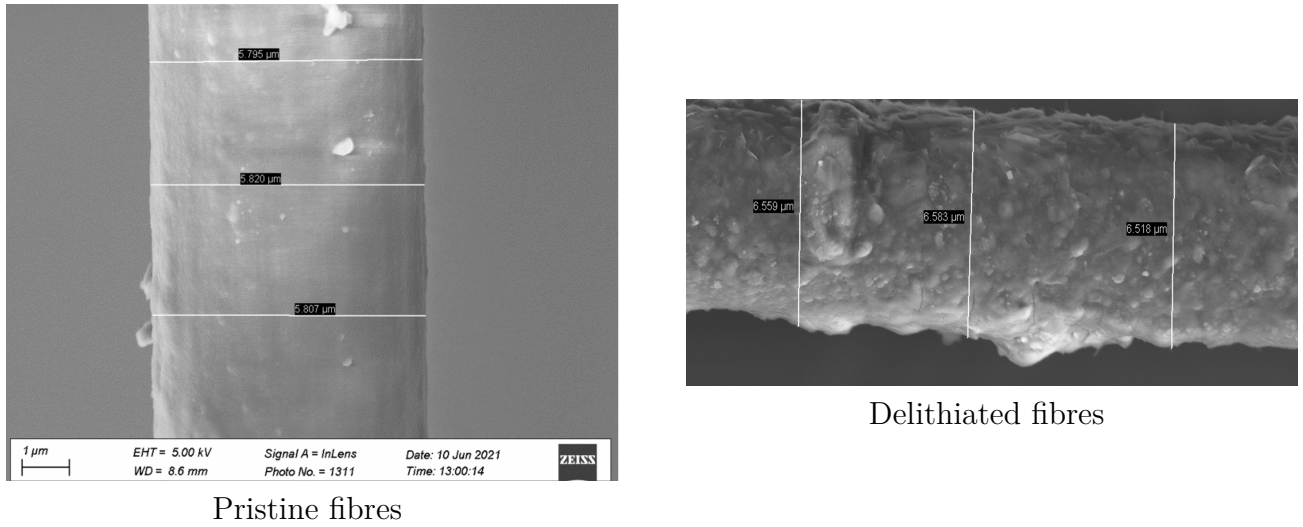 5.795 µm
5.820 µm
5.807 µm
1 µm
EHT = 5.00 kV
Signal A = InLens
Date: 10 Jun 2021
ZEISS
WD = 8.6 mm
Photo No. = 1311
Time: 13:00:14
Pristine fibres
6.559 µm
6.583 µm
6.518 µm
Delithiated fibres